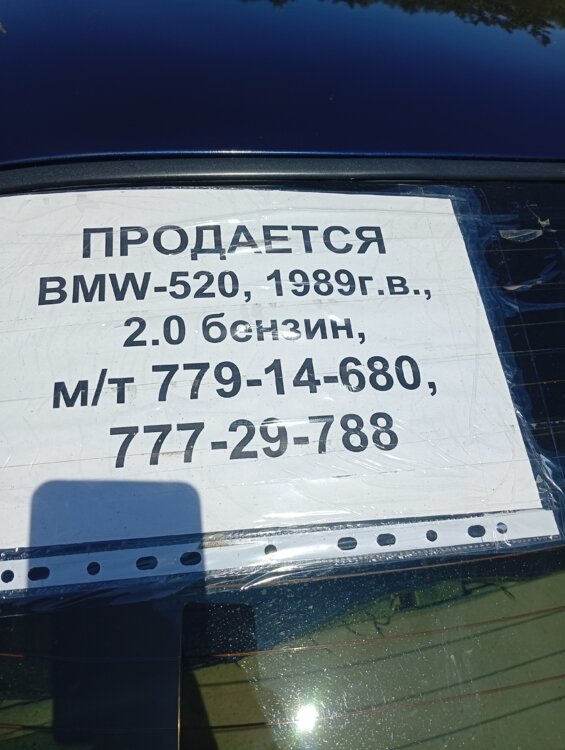 ПРОДАЕТСЯ
BMW-520, 1989г.в.,
2.0 бензин,
м/т 779-14-680,
777-29-788